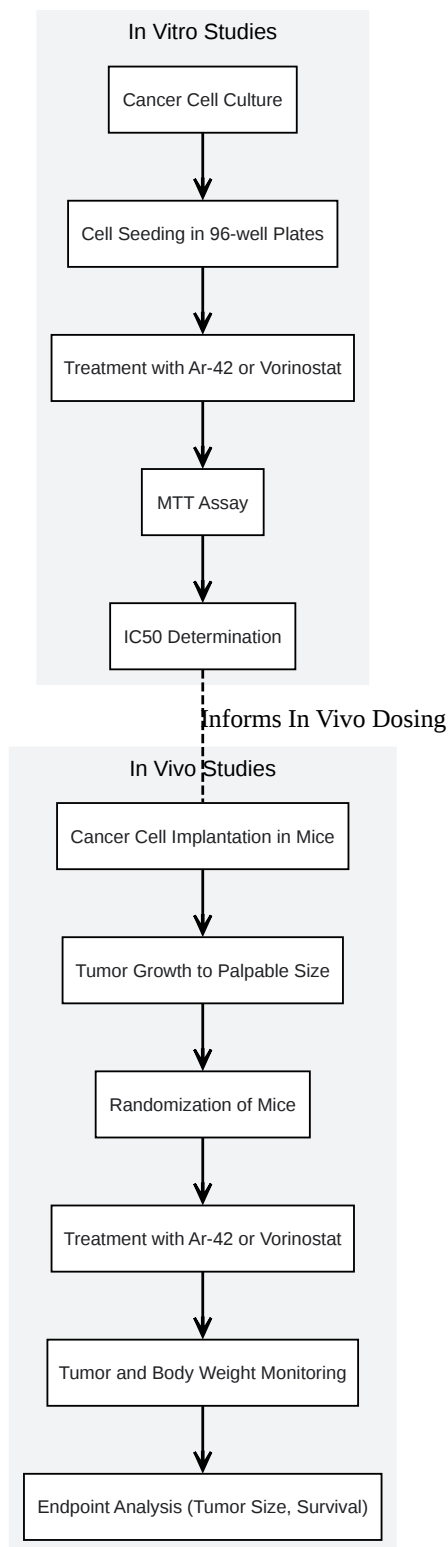 In Vitro Studies
Cancer Cell Culture
Cell Seeding in 96-well Plates
Treatment with Ar-42 or Vorinostat
MTT Assay
IC50 Determination
Informs In Vivo Dosing
In Vivo Studies
Cancer Cell Implantation in Mice
Tumor Growth to Palpable Size
Randomization of Mice
Treatment with Ar-42 or Vorinostat
Tumor and Body Weight Monitoring
Endpoint Analysis (Tumor Size, Survival)